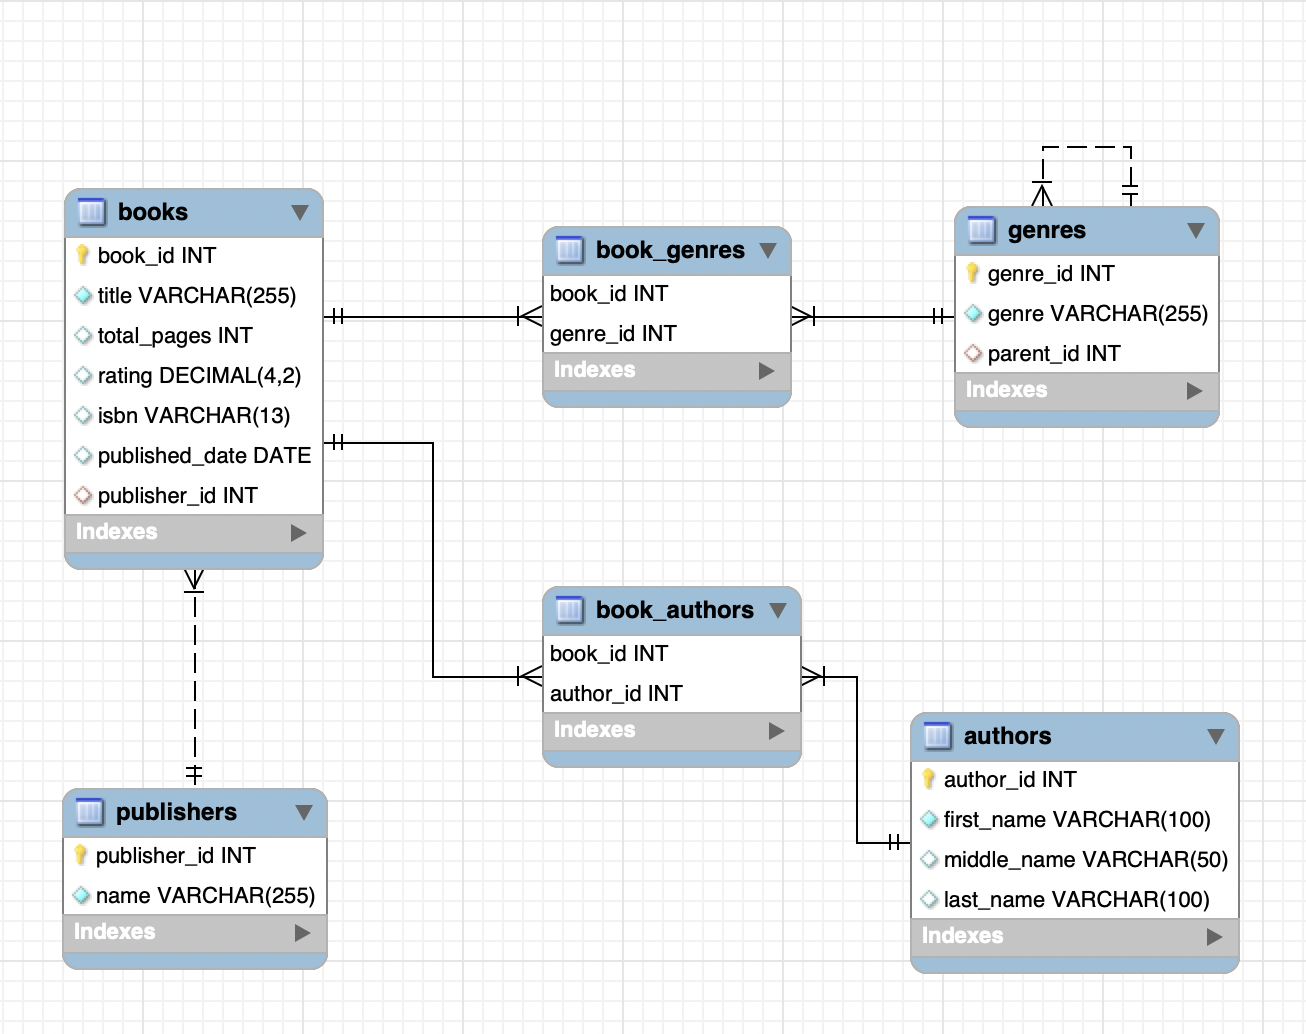 books
book_id INT
title VARCHAR(255)
total_pages INT
rating DECIMAL(4,2)
isbn VARCHAR(13)
published_date DATE
publisher_id INT
Indexes
book_genres
book_id INT
genre_id INT
Indexes
genres
genre_id INT
genre VARCHAR(255)
parent_id INT
Indexes
book_authors
book_id INT
author_id INT
Indexes
publishers
publisher_id INT
name VARCHAR(255)
Indexes
authors
author_id INT
first_name VARCHAR(100)
middle_name VARCHAR(50)
last_name VARCHAR(100)
Indexes